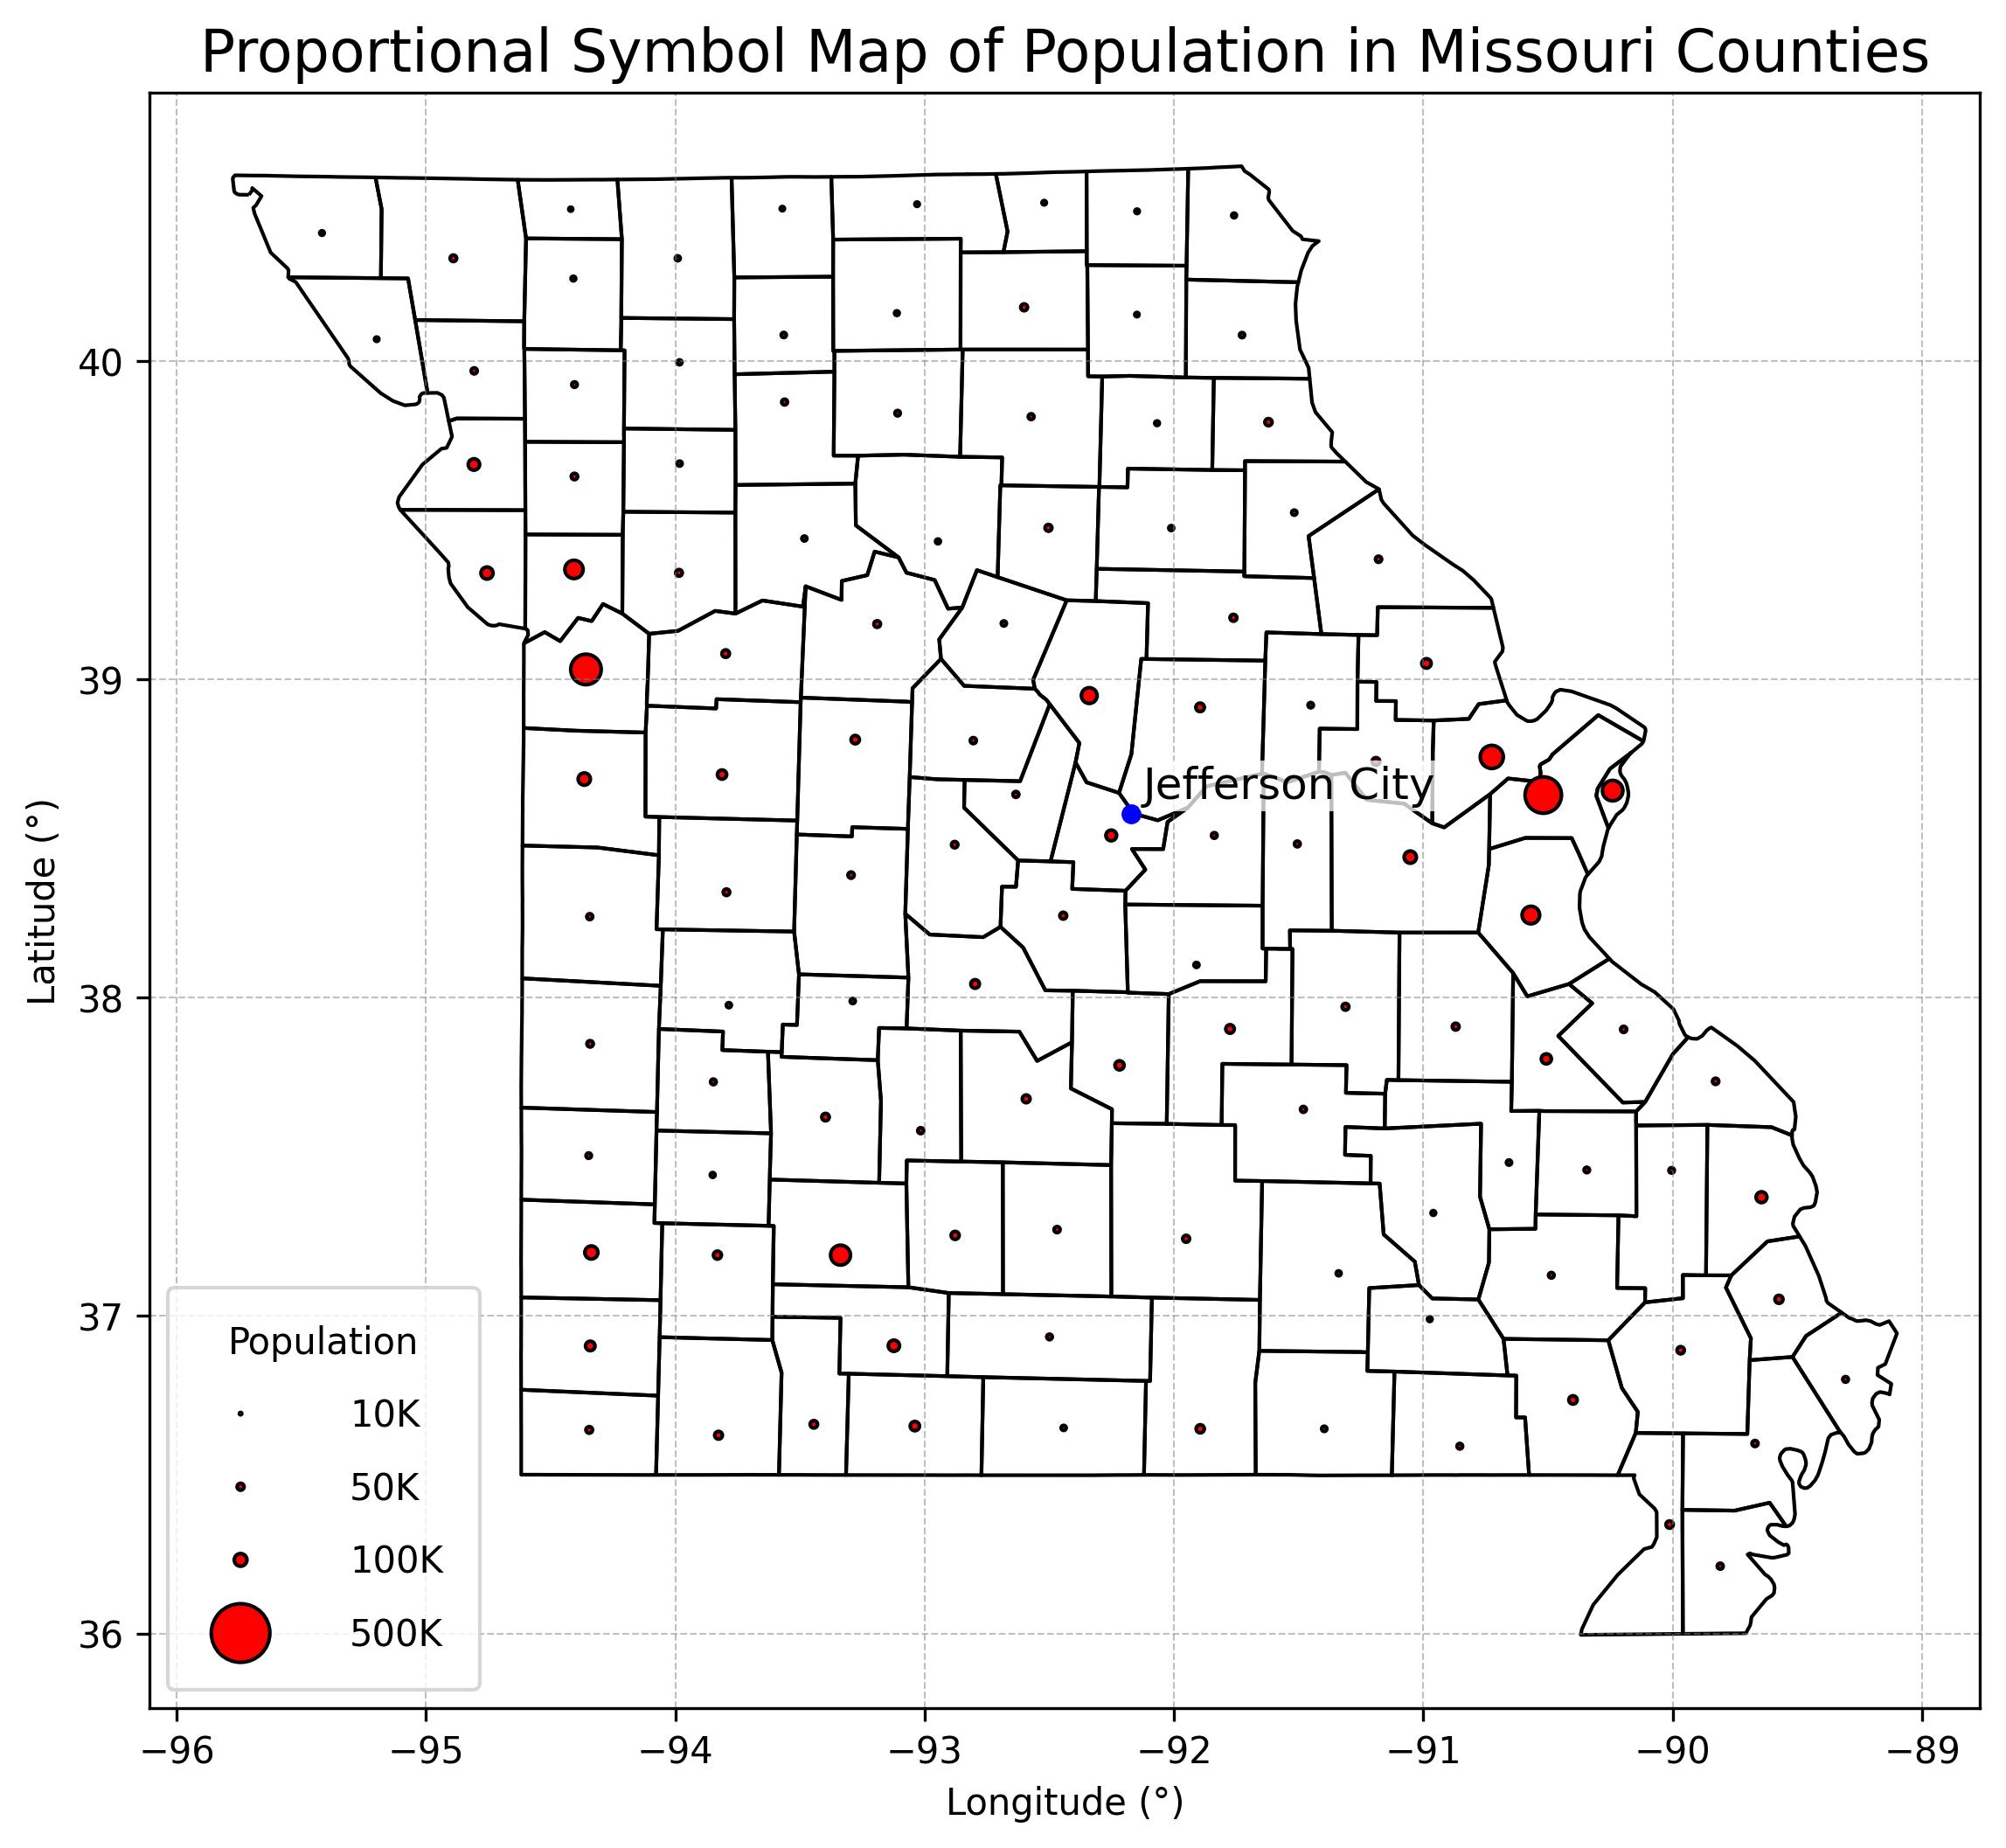 Proportional Symbol Map of Population in Missouri Counties
Latitude (°)
40
39
38
37
36
Jefferson City
Population
10K
50K
100K
500K
−96
−95
−94
−93
−92
−91
−90
−89
Longitude (°)